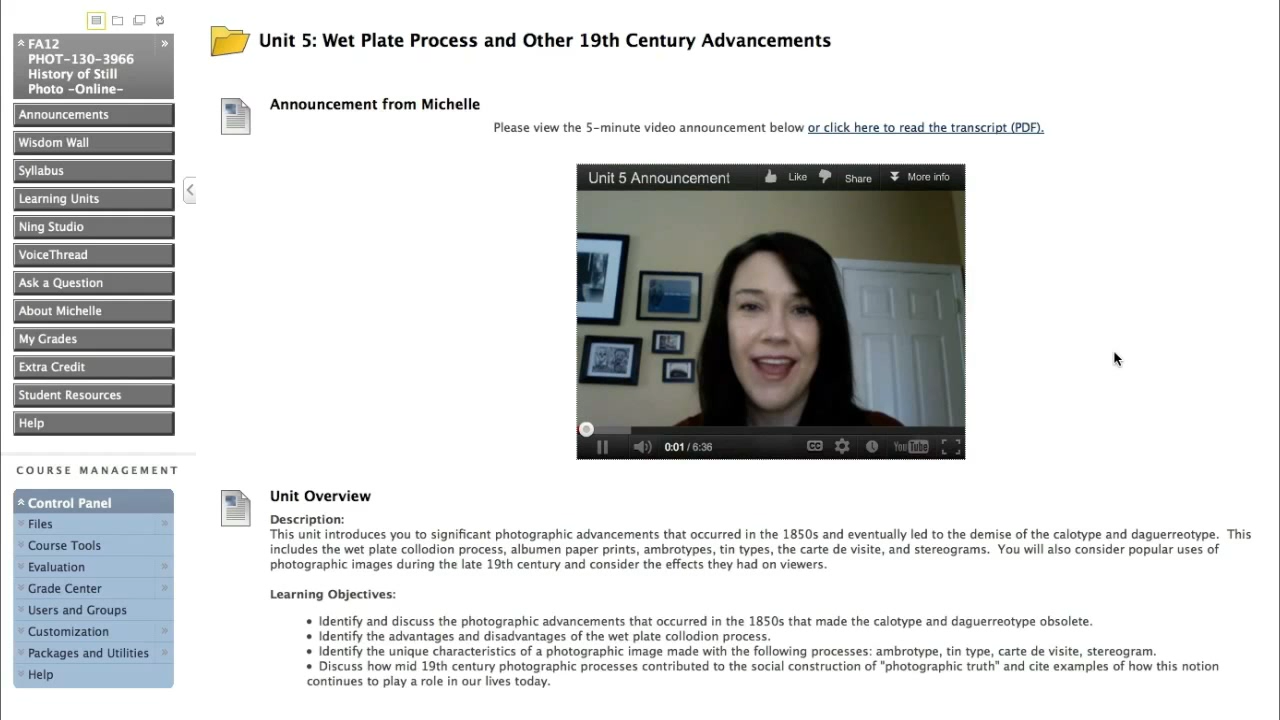 FA12
PHOT-130-3966
History of Still
Photo -Online-
Announcements
Wisdom Wall
Syllabus
Learning Units
Ning Studio
VoiceThread
Ask a Question
About Michelle
My Grades
Extra Credit
Student Resources
Help
COURSE MANAGEMENT
Control Panel
Files
Course Tools
Evaluation
Grade Center
Users and Groups
Customization
Packages and Utilities
Help
Unit 5: Wet Plate Process and Other 19th Century Advancements
Announcement from Michelle
Please view the 5-minute video announcement below or click here to read the transcript (PDF).
Unit 5 Announcement Like Share More info
0:01 / 6:36 CC YouTube
Unit Overview
Description:
This unit introduces you to significant photographic advancements that occurred in the 1850s and eventually led to the demise of the calotype and daguerreotype. This
includes the wet plate collodion process, albumen paper prints, ambrotypes, tin types, the carte de visite, and stereograms. You will also consider popular uses of
photographic images during the late 19th century and consider the effects they had on viewers.
Learning Objectives:
• Identify and discuss the photographic advancements that occurred in the 1850s that made the calotype and daguerreotype obsolete.
• Identify the advantages and disadvantages of the wet plate collodion process.
• Identify the unique characteristics of a photographic image made with the following processes: ambrotype, tin type, carte de visite, stereogram.
• Discuss how mid 19th century photographic processes contributed to the social construction of "photographic truth" and cite examples of how this notion
continues to play a role in our lives today.